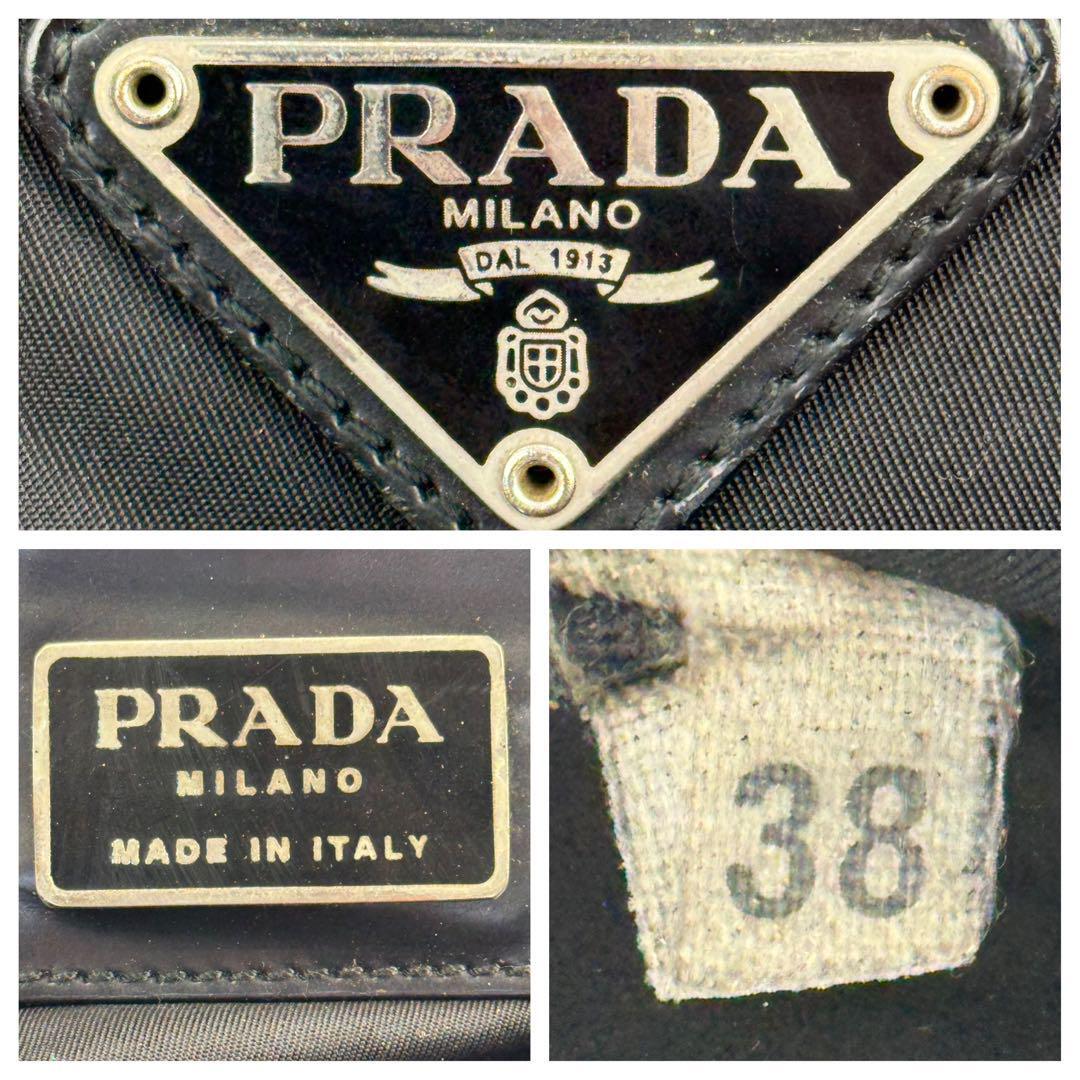 PRADA
MILANO
DAL 1913
PRADA
MILANO
MADE IN ITALY
38